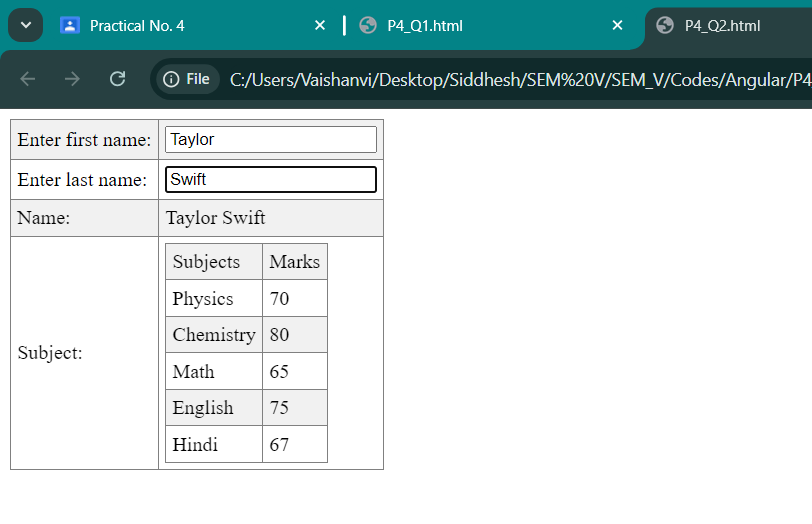 Practical No. 4 P4_Q1.html P4_Q2.html
File C:/Users/Vaishanvi/Desktop/Siddhesh/SEM%20V/SEM_V/Codes/Angular/P4
Enter first name: Taylor
Enter last name: Swift
Name: Taylor Swift
Subjects Marks
Physics 70
Chemistry 80
Subject:
Math 65
English 75
Hindi 67